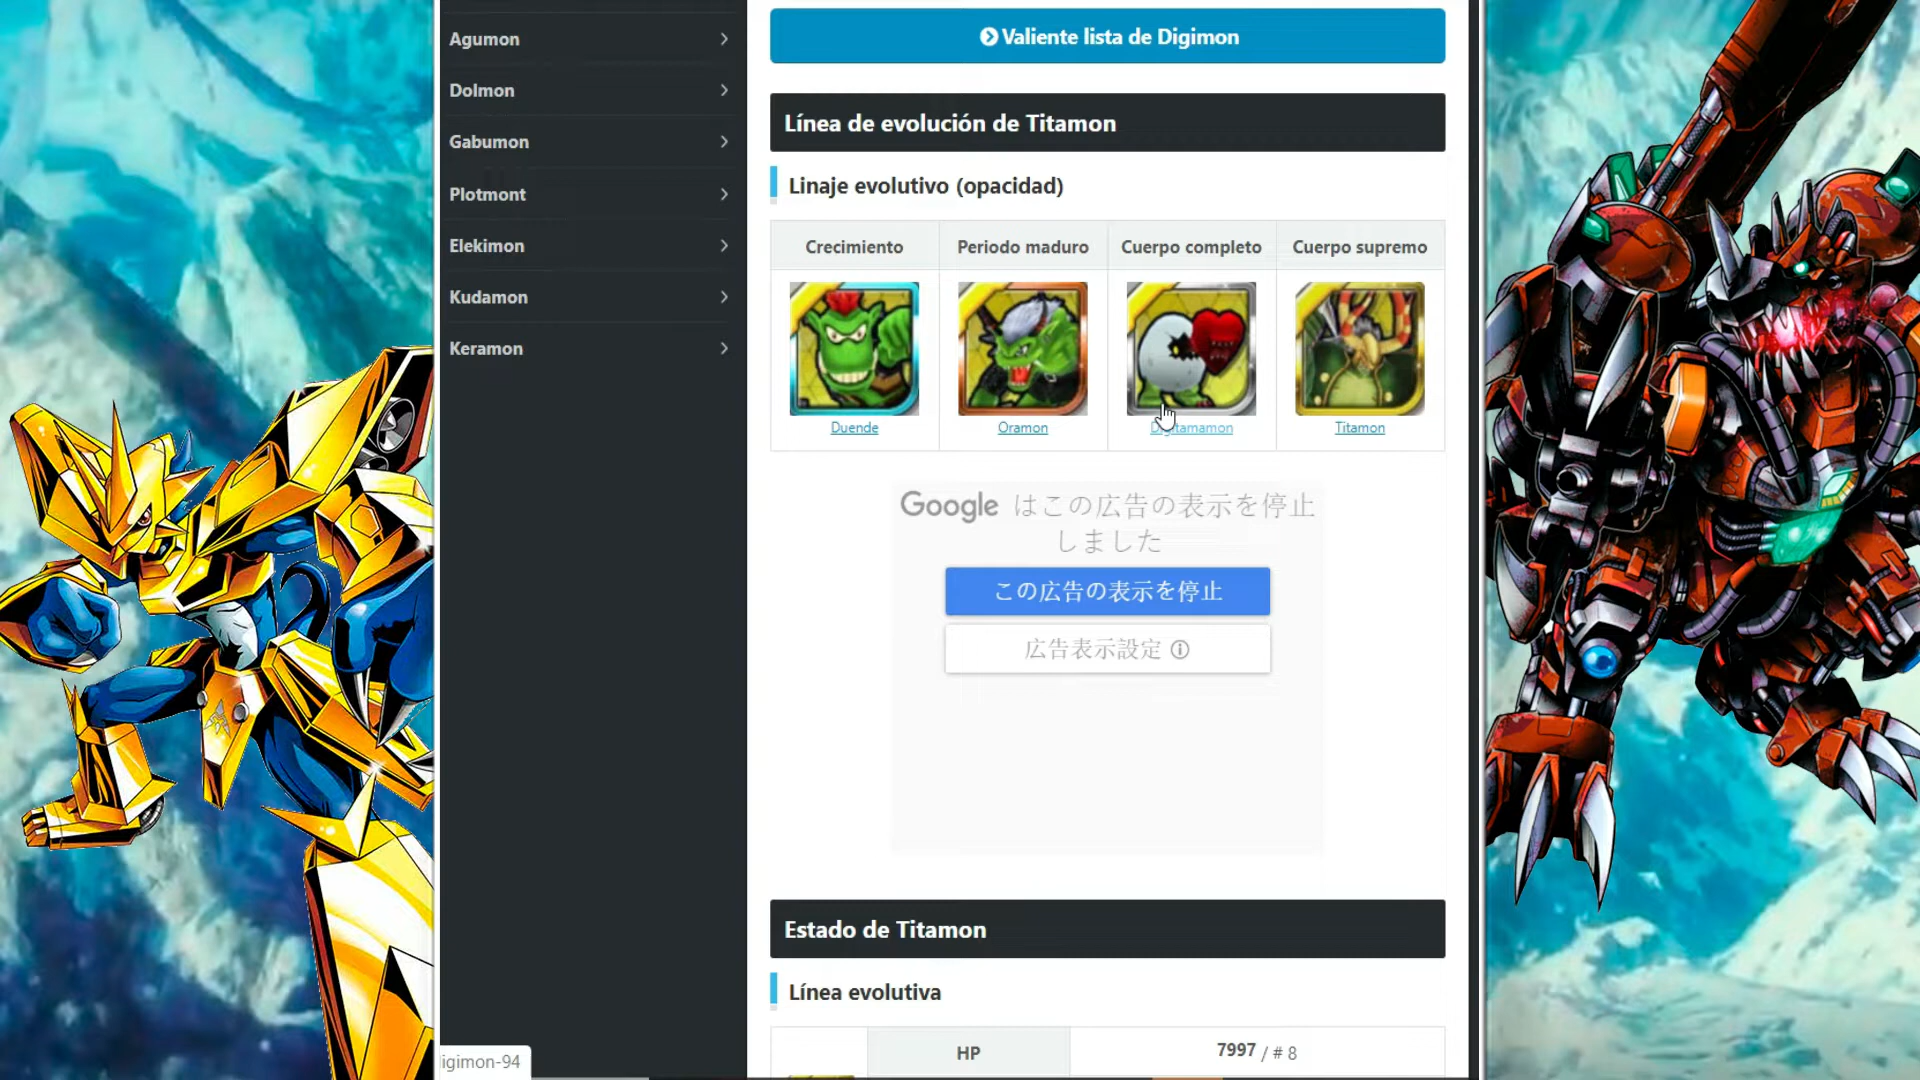 Agumon
Dolmon
Gabumon
Plotmont
Elekimon
Kudamon
Keramon
Valiente lista de Digimon
Línea de evolución de Titamon
Linaje evolutivo (opacidad)
Crecimiento Periodo maduro Cuerpo completo Cuerpo supremo
Duende Oramon Digitamamon Titamon
Google はこの広告の表示を停止
しました
この広告の表示を停止
広告表示設定
Estado de Titamon
Línea evolutiva
HP 7997 / # 8
igimon-94